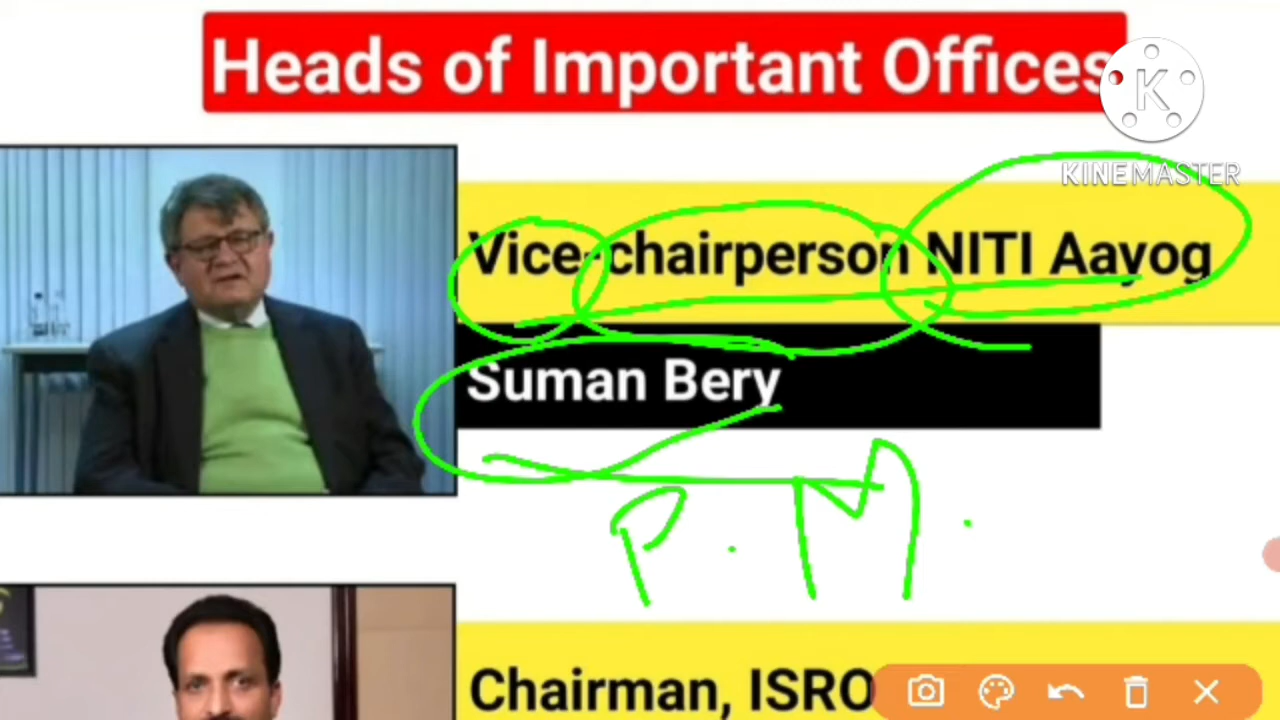 Heads of Important Offices
K
KINEMASTER
Vice-chairperson NITI Aayog
Suman Bery
P. M.
Chairman, ISRO